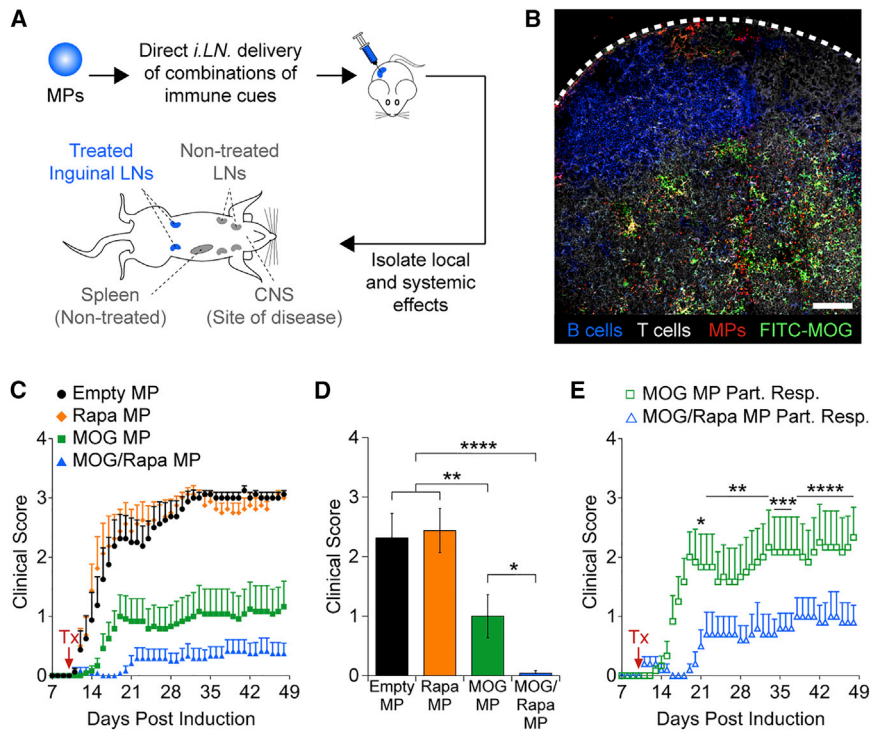 A
MPs
Direct i.LN. delivery
of combinations of
immune cues
Treated
Inguinal LNs
Non-treated
LNs
Spleen
(Non-treated)
CNS
(Site of disease)
Isolate local
and systemic
effects
B
B cells T cells MPs FITC-MOG
C
Empty MP
Rapa MP
MOG MP
MOG/Rapa MP
Clinical Score
4
3
2
1
0
Tx
7 14 21 28 35 42 49
Days Post Induction
D
Clinical Score
4
3
2
1
0
****
**
*
Empty
MP
Rapa
MP
MOG
MP
MOG/
Rapa
MP
E
MOG MP Part. Resp.
MOG/Rapa MP Part. Resp.
Clinical Score
4
3
2
1
0
*
**
***
****
Tx
7 14 21 28 35 42 49
Days Post Induction